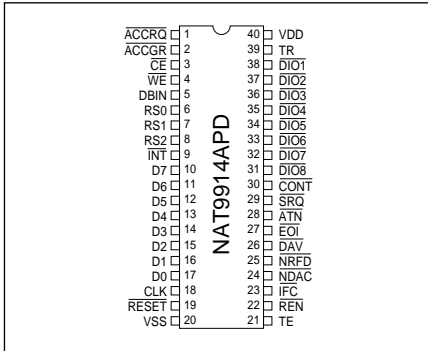 ACCRQ 1 40 VDD
ACCGR 2 39 TR
CE 3 38 DIO1
WE 4 37 DIO2
DBIN 5 36 DIO3
RS0 6 35 DIO4
RS1 7 34 DIO5
RS2 8 33 DIO6
INT 9 32 DIO7
D7 10 31 DIO8
D6 11 30 CONT
D5 12 29 SRQ
D4 13 28 ATN
D3 14 27 EOI
D2 15 26 DAV
D1 16 25 NRFD
D0 17 24 NDAC
CLK 18 23 IFC
RESET 19 22 REN
VSS 20 21 TE
NAT9914APD